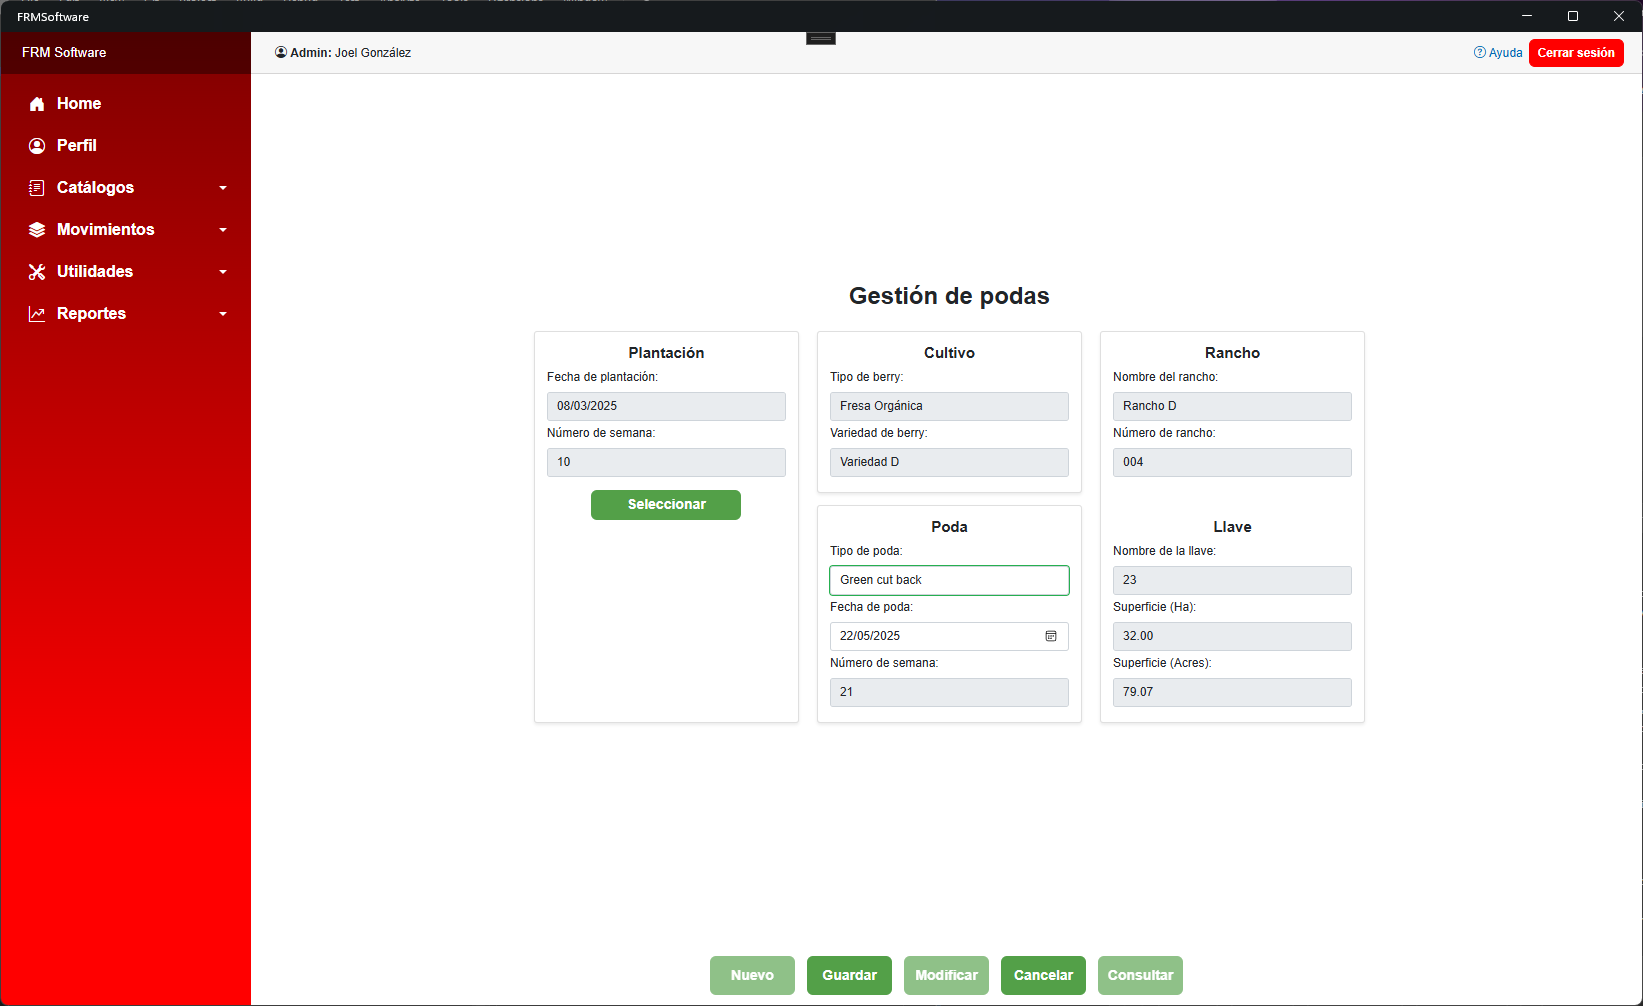 FRMSoftware
FRM Software
Admin: Joel González
Ayuda
Cerrar sesión
Home
Perfil
Catálogos
Movimientos
Utilidades
Reportes
Gestión de podas
Plantación
Fecha de plantación:
08/03/2025
Número de semana:
10
Seleccionar
Cultivo
Tipo de berry:
Fresa Orgánica
Variedad de berry:
Variedad D
Poda
Tipo de poda:
Green cut back
Fecha de poda:
22/05/2025
Número de semana:
21
Rancho
Nombre del rancho:
Rancho D
Número de rancho:
004
Llave
Nombre de la llave:
23
Superficie (Ha):
32.00
Superficie (Acres):
79.07
Nuevo
Guardar
Modificar
Cancelar
Consultar